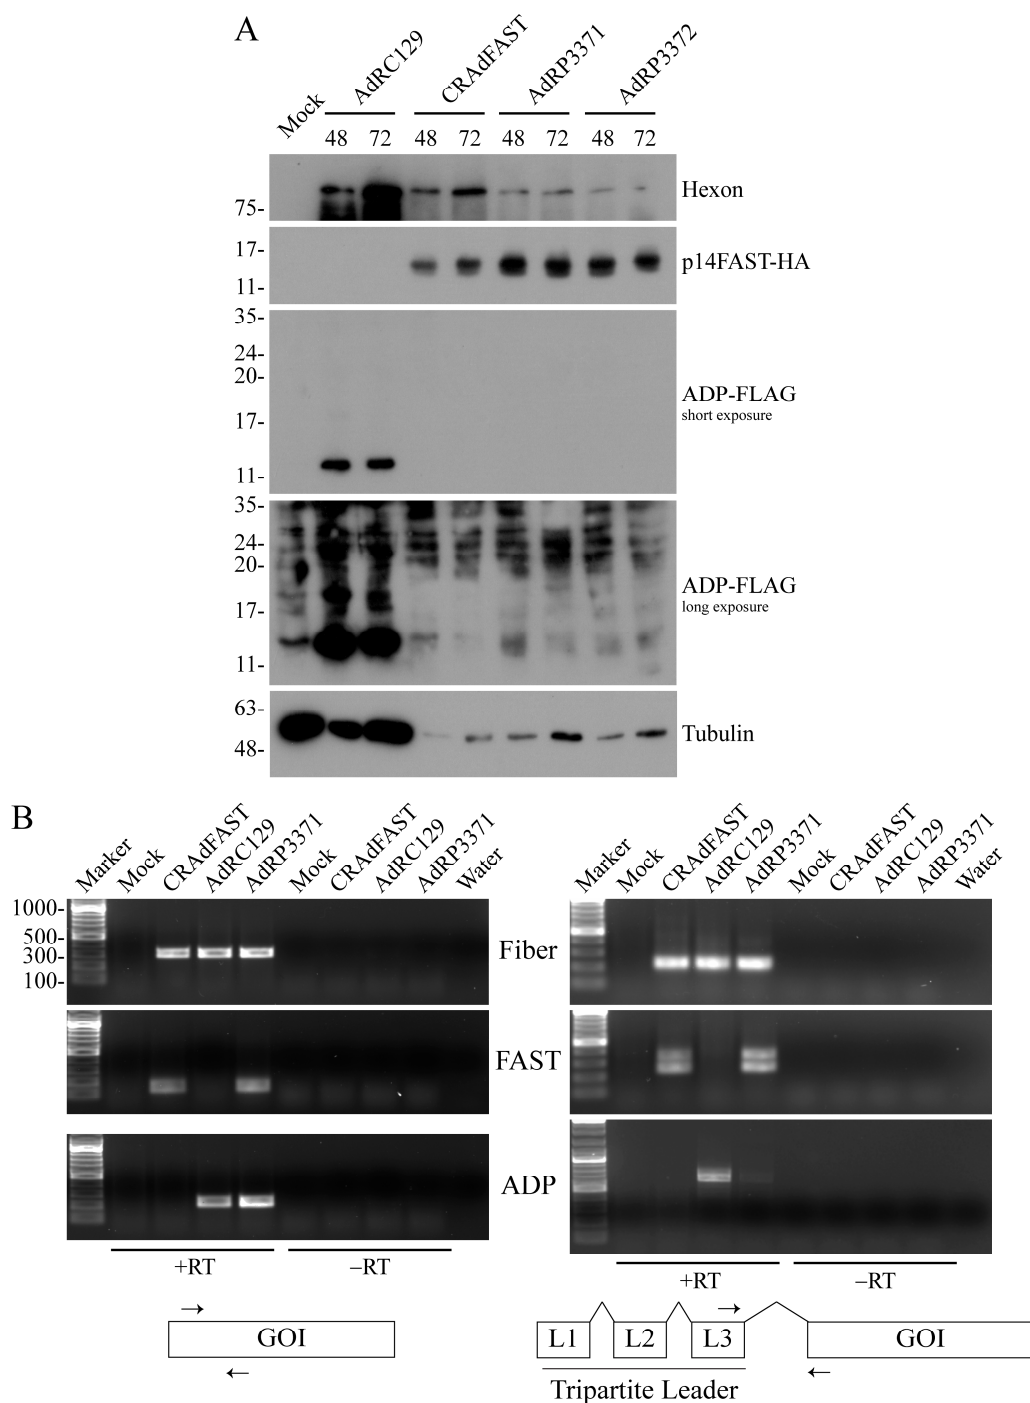 A
Mock AdRC129 CRAdFAST AdRP3371 AdRP3372
48 72 48 72 48 72 48 72
75- Hexon
17-
p14FAST-HA
11-
35-
24-
20-
ADP-FLAG
short exposure
17-
11-
35-
24-
20-
ADP-FLAG
long exposure
17-
11-
63-
Tubulin
48-
B
Marker Mock CRAdFAST AdRC129 AdRP3371 Mock CRAdFAST AdRC129 AdRP3371 Water
Marker Mock CRAdFAST AdRC129 AdRP3371 Mock CRAdFAST AdRC129 AdRP3371 Water
1000-
500-
300-
100-
Fiber
FAST
ADP
+RT –RT
+RT –RT
→
GOI
←
→
L1 L2 L3 GOI
←
Tripartite Leader